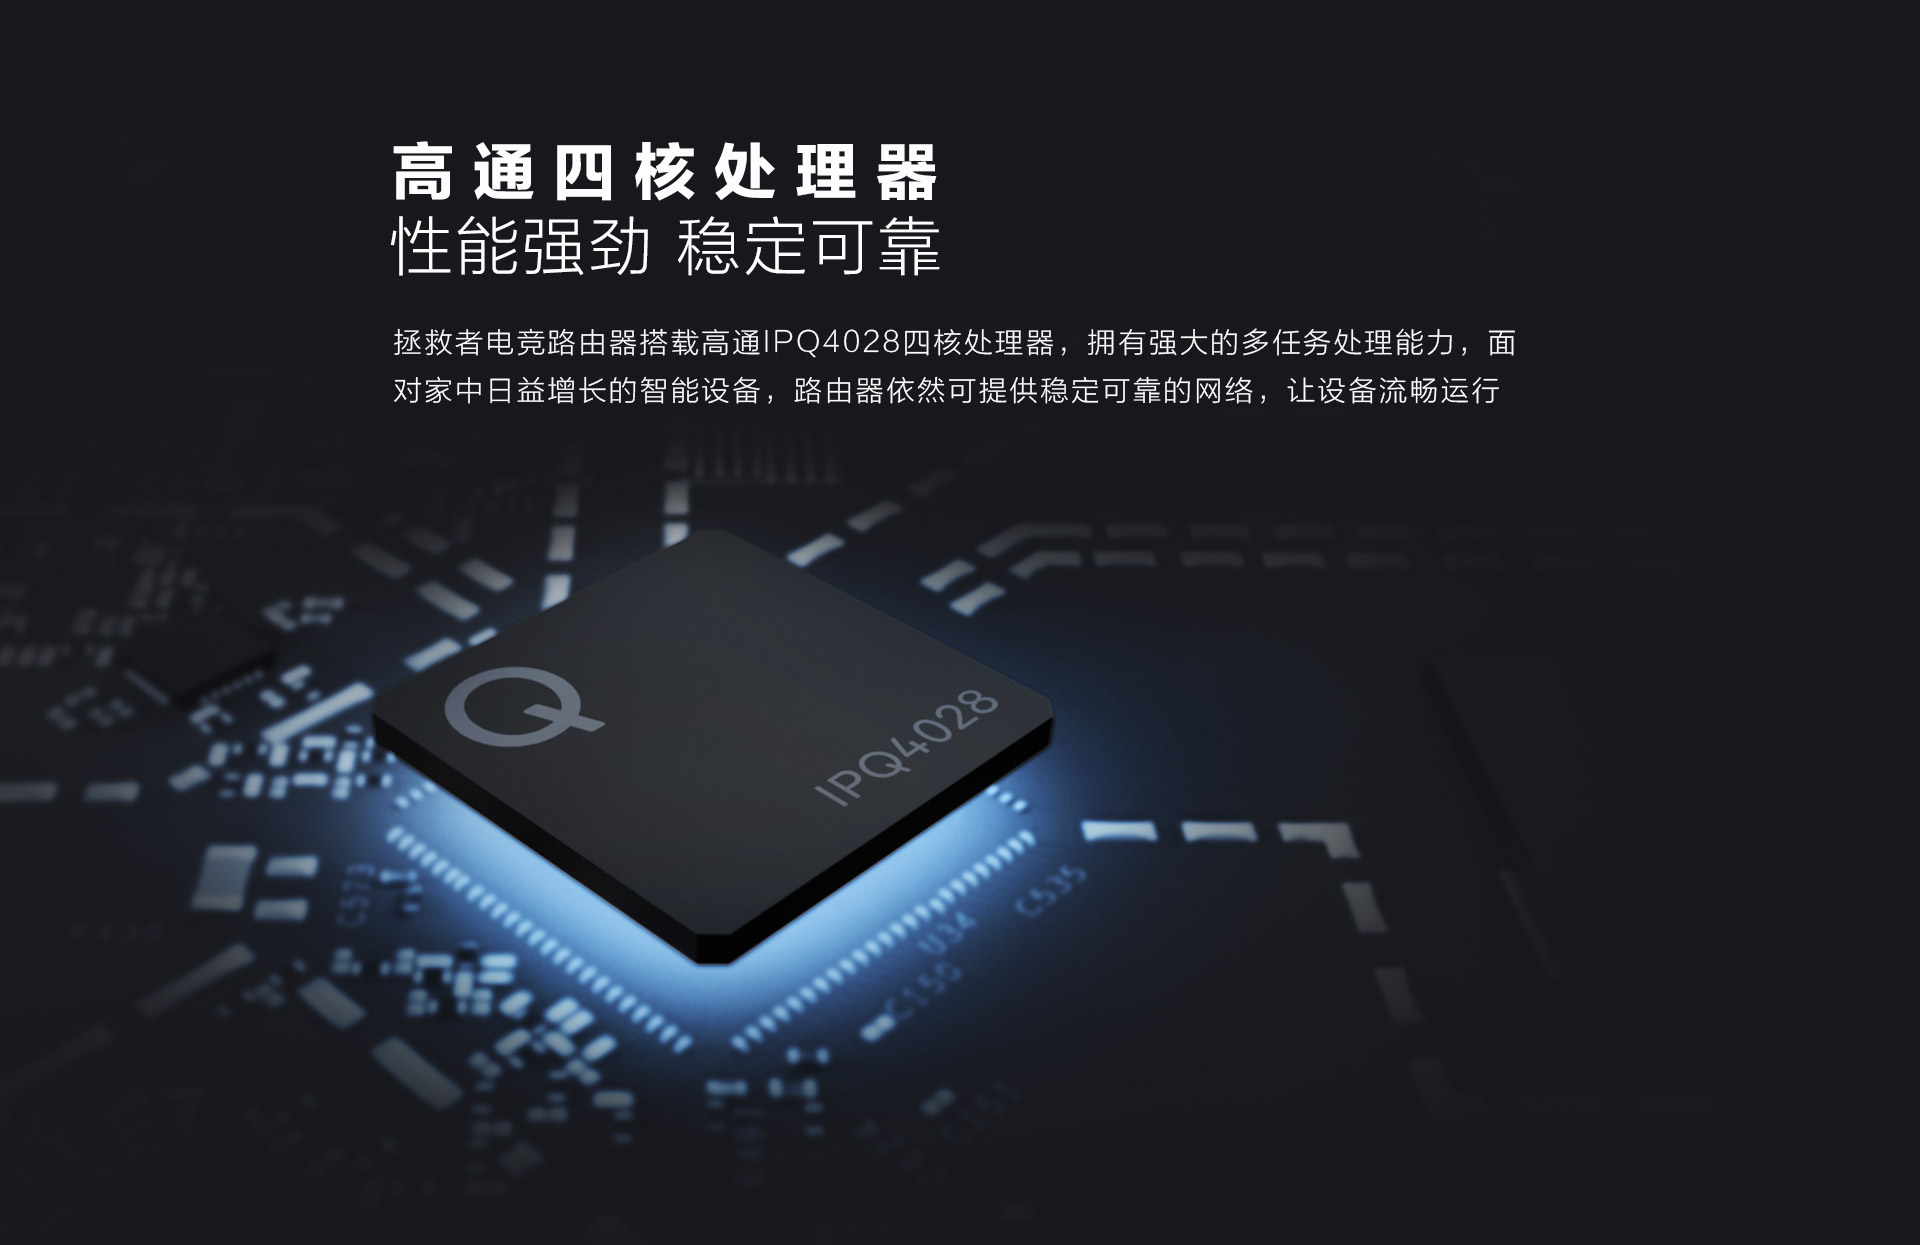 高通四核处理器
性能强劲 稳定可靠
拯救者电竞路由器搭载高通IPQ4028四核处理器，拥有强大的多任务处理能力，面
对家中日益增长的智能设备，路由器依然可提供稳定可靠的网络，让设备流畅运行
Q
IPQ4028
C573
C535
U34
C150
R430
C151